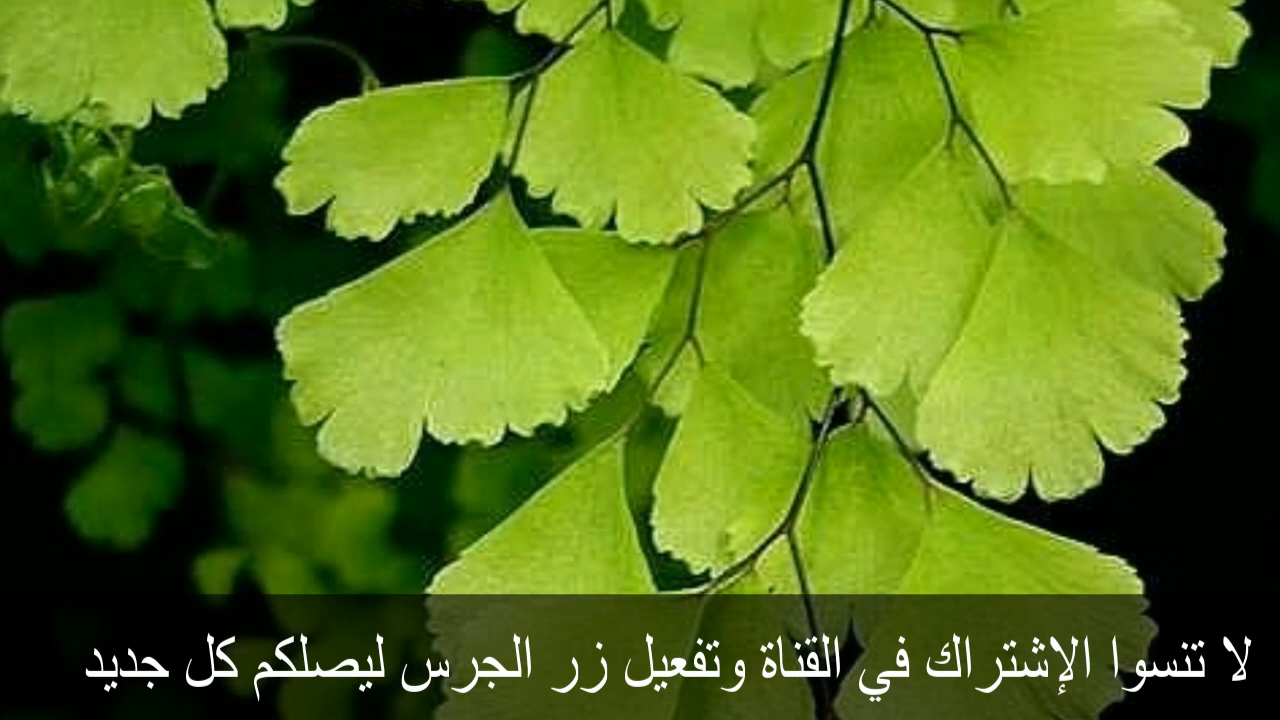 لا تنسوا الإشتراك في القناة وتفعيل زر الجرس ليصلكم كل جديد